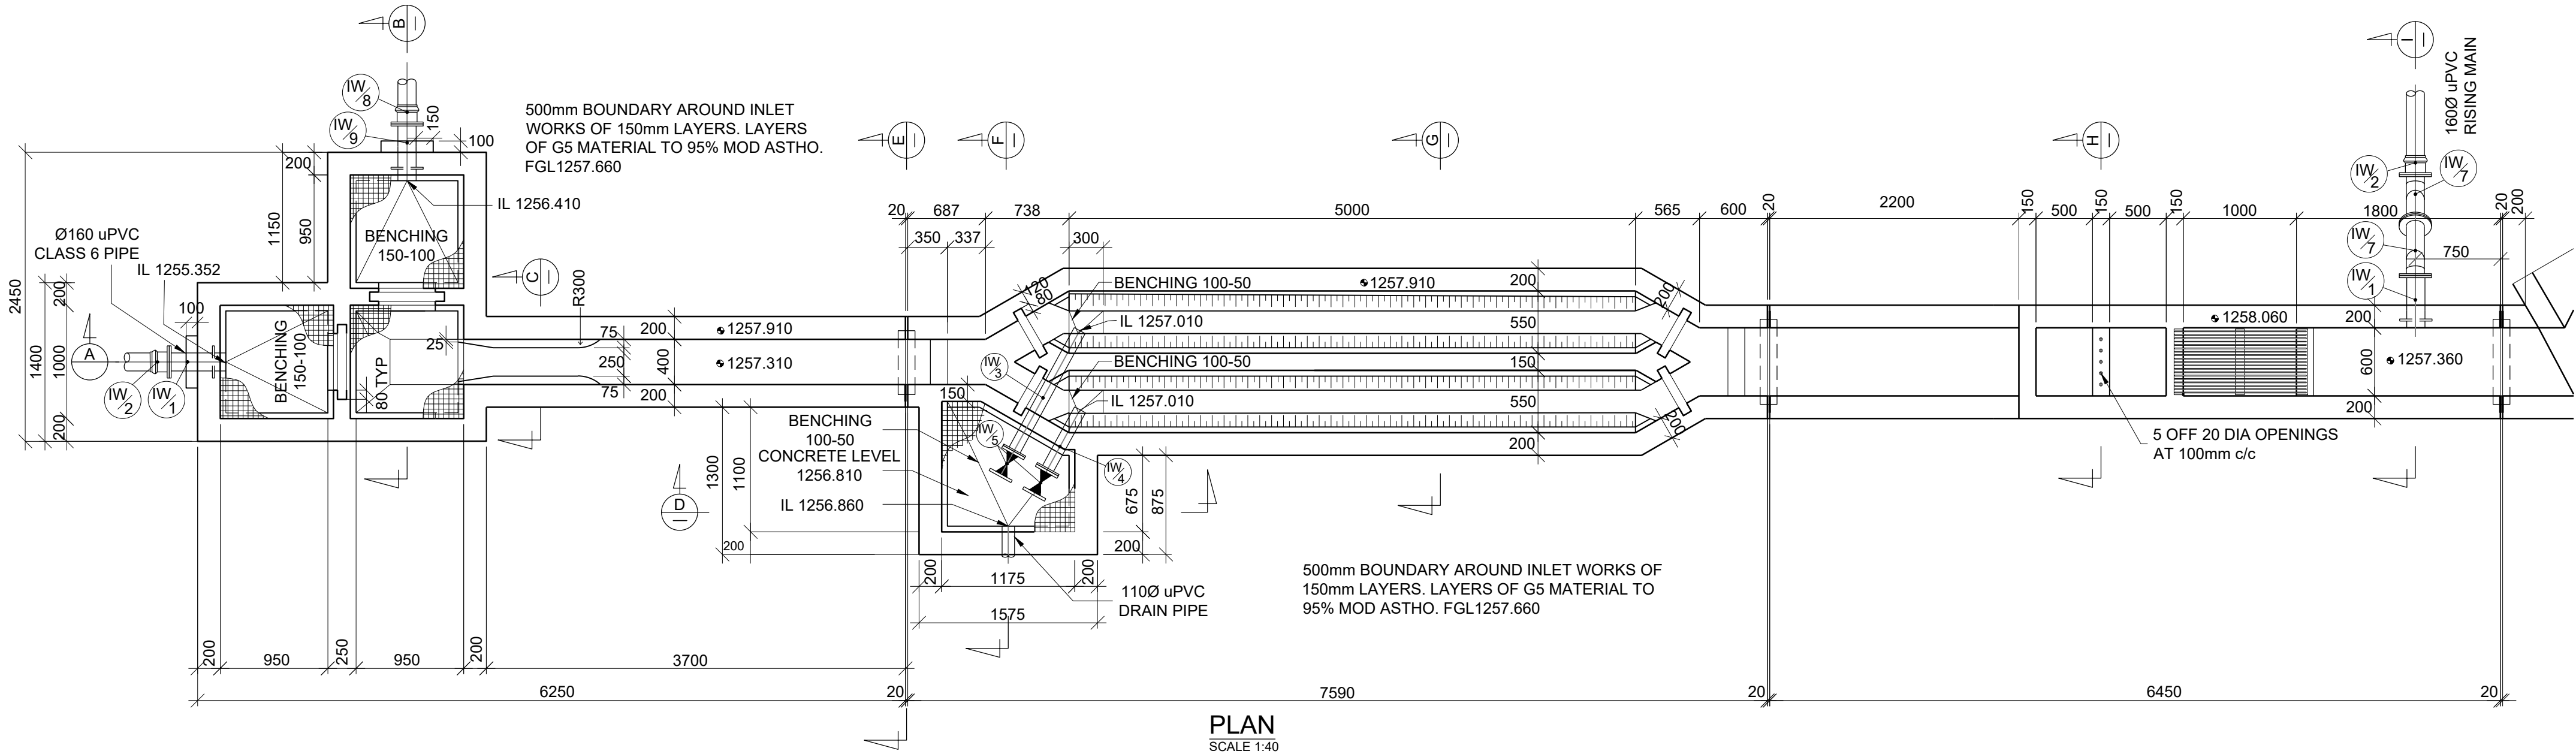 B
C
E
F
G
H
I
A
D
IW/8
IW/9
IW/2
IW/1
IW/3
IW/5
IW/4
IW/2
IW/7
IW/7
IW/1
160Ø uPVC
RISING MAIN
500mm BOUNDARY AROUND INLET
WORKS OF 150mm LAYERS. LAYERS
OF G5 MATERIAL TO 95% MOD ASTHO.
FGL1257.660
150
100
200
1150
950
2450
200
1400
1000
200
100
Ø160 uPVC
CLASS 6 PIPE
IL 1255.352
IL 1256.410
BENCHING
150-100
BENCHING
150-100
80 TYP
25
R300
75
250
75
200
400
200
1257.910
1257.310
20
687
738
5000
565
600
20
2200
150
500
150
500
150
1000
1800
20
200
350
337
300
750
120
80
BENCHING 100-50
1257.910
200
200
IL 1257.010
550
BENCHING 100-50
150
IL 1257.010
550
200
200
150
BENCHING
100-50
CONCRETE LEVEL
1256.810
IL 1256.860
1300
1100
200
675
875
200
200
1175
200
1575
110Ø uPVC
DRAIN PIPE
1258.060
200
600
1257.360
200
5 OFF 20 DIA OPENINGS
AT 100mm c/c
500mm BOUNDARY AROUND INLET WORKS OF
150mm LAYERS. LAYERS OF G5 MATERIAL TO
95% MOD ASTHO. FGL1257.660
200
950
250
950
200
3700
6250
20
7590
20
6450
20
PLAN
SCALE 1:40